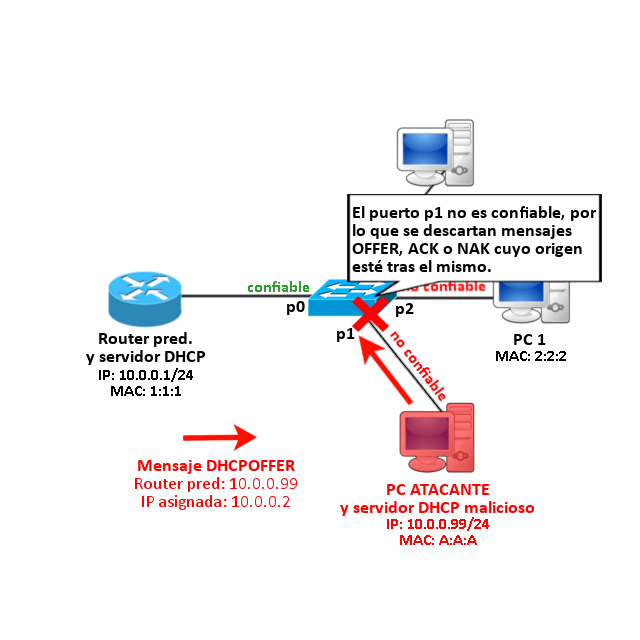 El puerto p1 no es confiable, por
lo que se descartan mensajes
OFFER, ACK o NAK cuyo origen
esté tras el mismo.
confiable
confiable
p0
p2
p1
no confiable
Router pred.
y servidor DHCP
IP: 10.0.0.1/24
MAC: 1:1:1
PC 1
MAC: 2:2:2
Mensaje DHCPOFFER
Router pred: 10.0.0.99
IP asignada: 10.0.0.2
PC ATACANTE
y servidor DHCP malicioso
IP: 10.0.0.99/24
MAC: A:A:A